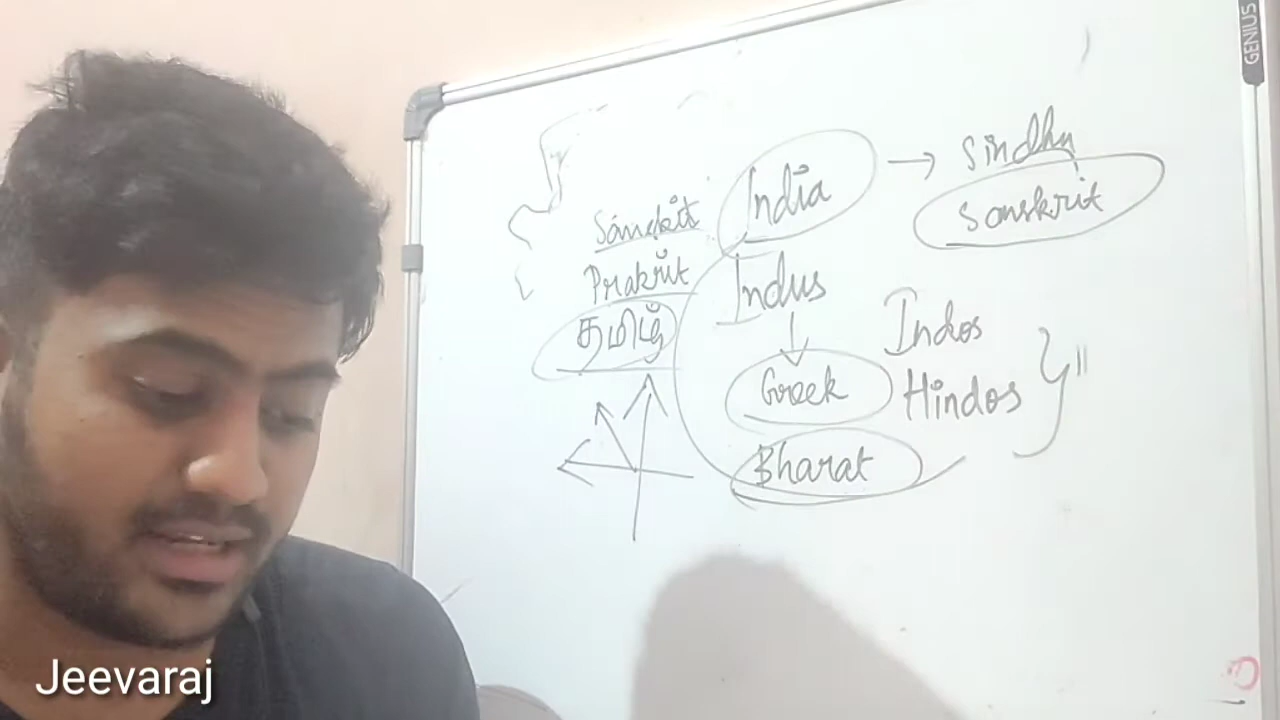 GENIUS
India → Sindhu
Sanskrit
Sanskrit
Prakrit
தமிழ்
Indus
↓
Greek
Indos
Hindos
Bharat
Jeevaraj